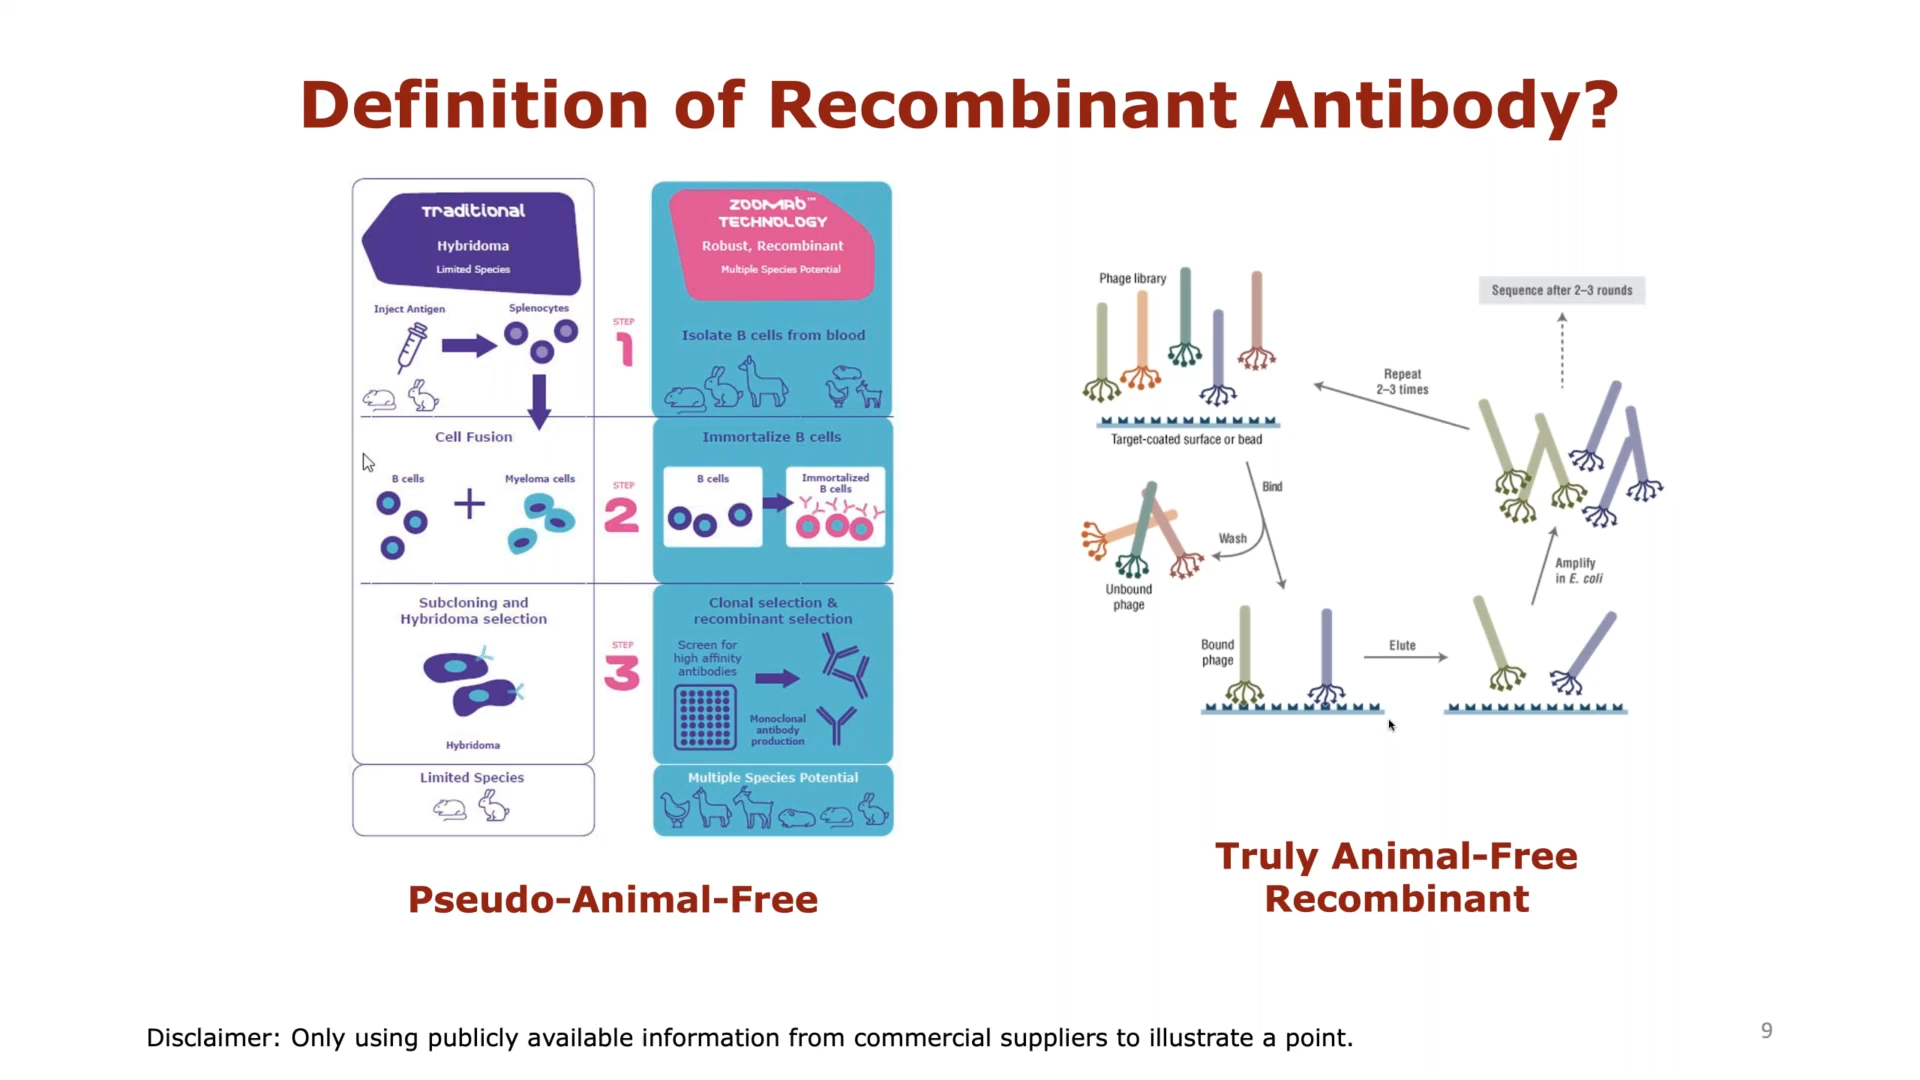 Definition of Recombinant Antibody?
Traditional
Hybridoma
Limited Species
Inject Antigen
Splenocytes
Cell Fusion
B cells
+
Myeloma cells
Subcloning and
Hybridoma selection
Hybridoma
Limited Species
STEP
1
STEP
2
STEP
3
ZooMAb™
TECHNOLOGY
Robust, Recombinant
Multiple Species Potential
Isolate B cells from blood
Immortalize B cells
B cells
Immortalized
B cells
Clonal selection &
recombinant selection
Screen for
high affinity
antibodies
Monoclonal
antibody
production
Multiple Species Potential
Pseudo-Animal-Free
Phage library
Target-coated surface or bead
Sequence after 2–3 rounds
Repeat
2–3 times
Bind
Wash
Unbound
phage
Amplify
in E. coli
Bound
phage
Elute
Truly Animal-Free
Recombinant
Disclaimer: Only using publicly available information from commercial suppliers to illustrate a point.
9